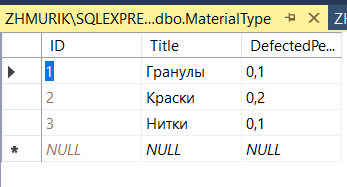 ZHMURIK\SQLEXPRE...dbo.MaterialType
ID Title DefectedPe...
1 Гранулы 0,1
2 Краски 0,2
3 Нитки 0,1
NULL NULL NULL